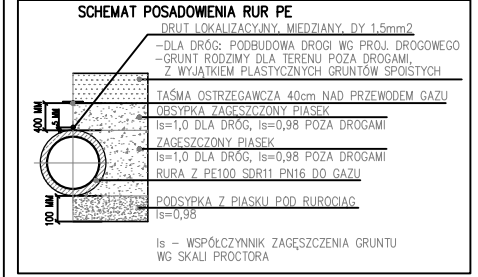 SCHEMAT POSADOWIENIA RUR PE
DRUT LOKALIZACYJNY, MIEDZIANY, DY 1,5mm2
-DLA DRÓG: PODBUDOWA DROGI WG PROJ. DROGOWEGO
-GRUNT RODZIMY DLA TERENU POZA DROGAMI,
Z WYJĄTKIEM PLASTYCZNYCH GRUNTÓW SPOISTYCH
TAŚMA OSTRZEGAWCZA 40cm NAD PRZEWODEM GAZU
OBSYPKA ZAGĘSZCZONY PIASEK
Is=1,0 DLA DRÓG, Is=0,98 POZA DROGAMI
ZAGĘSZCZONY PIASEK
Is=1,0 DLA DRÓG, Is=0,98 POZA DROGAMI
RURA Z PE100 SDR11 PN16 DO GAZU
PODSYPKA Z PIASKU POD RUROCIĄG
Is=0,98
Is - WSPÓŁCZYNNIK ZAGĘSZCZENIA GRUNTU
WG SKALI PROCTORA
400 MM
5 MM
100 MM